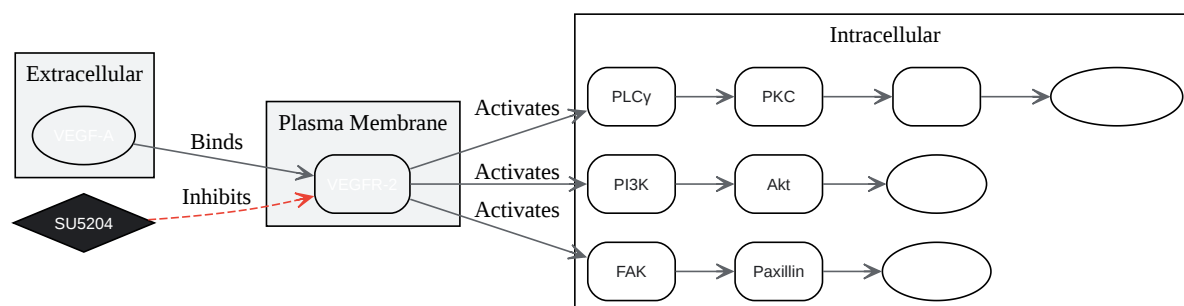 Intracellular
Extracellular
PLCγ
PKC
Activates
Plasma Membrane
VEGF-A
Binds
VEGFR-2
Activates
PI3K
Akt
Inhibits
Activates
SU5204
FAK
Paxillin